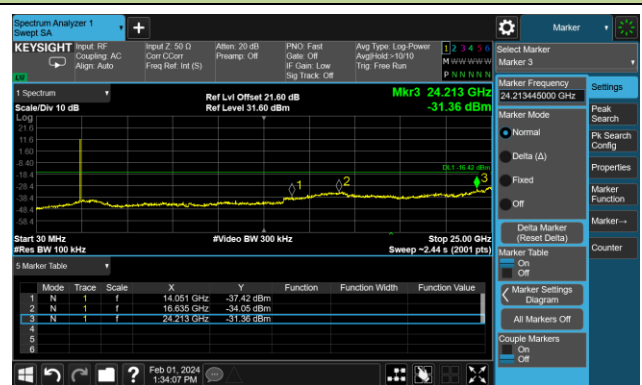 Spectrum Analyzer 1
Swept SA
+
Marker
KEYSIGHT
Input: RF
Coupling: AC
Align: Auto
Input Z: 50 Ω
Corr CCorr
Freq Ref: Int (S)
Atten: 20 dB
Preamp: Off
PNO: Fast
Gate: Off
IF Gain: Low
Sig Track: Off
Avg Type: Log-Power
Avg|Hold:>10/10
Trig: Free Run
1 2 3 4 5 6
M W W W W W
P N N N N N
LXI
1 Spectrum
Scale/Div 10 dB
Log
Ref Lvl Offset 21.60 dB
Ref Level 31.60 dBm
Mkr3 24.213 GHz
-31.36 dBm
21.6
11.6
1.60
-8.40
-18.4
-28.4
-38.4
-48.4
-58.4
DL1 -16.42 dBm
1
2
3
Start 30 MHz
#Res BW 100 kHz
#Video BW 300 kHz
Stop 25.00 GHz
Sweep ~2.44 s (2001 pts)
5 Marker Table
Mode Trace Scale X Y Function Function Width Function Value
1 N 1 f 14.051 GHz -37.42 dBm
2 N 1 f 16.635 GHz -34.05 dBm
3 N 1 f 24.213 GHz -31.36 dBm
4
5
6
Feb 01, 2024
1:34:07 PM
?
Select Marker
Marker 3
Marker Frequency
24.213445000 GHz
Marker Mode
Normal
Delta (Δ)
Fixed
Off
Delta Marker
(Reset Delta)
Marker Table
On
Off
Marker Settings
Diagram
All Markers Off
Couple Markers
On
Off
Settings
Peak
Search
Pk Search
Config
Properties
Marker
Function
Marker→
Counter